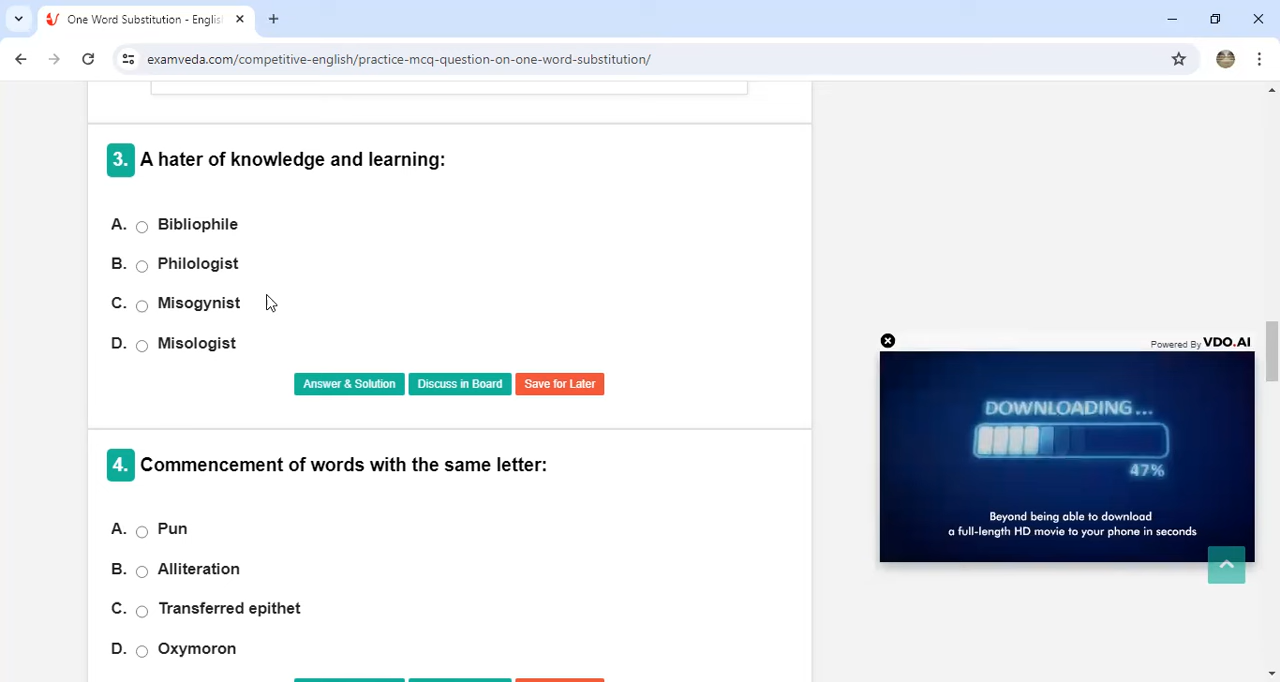 One Word Substitution - Englis
examveda.com/competitive-english/practice-mcq-question-on-one-word-substitution/
3. A hater of knowledge and learning:
A. Bibliophile
B. Philologist
C. Misogynist
D. Misologist
Answer & Solution Discuss in Board Save for Later
4. Commencement of words with the same letter:
A. Pun
B. Alliteration
C. Transferred epithet
D. Oxymoron
Powered By VDO.AI
DOWNLOADING...
47%
Beyond being able to download
a full-length HD movie to your phone in seconds